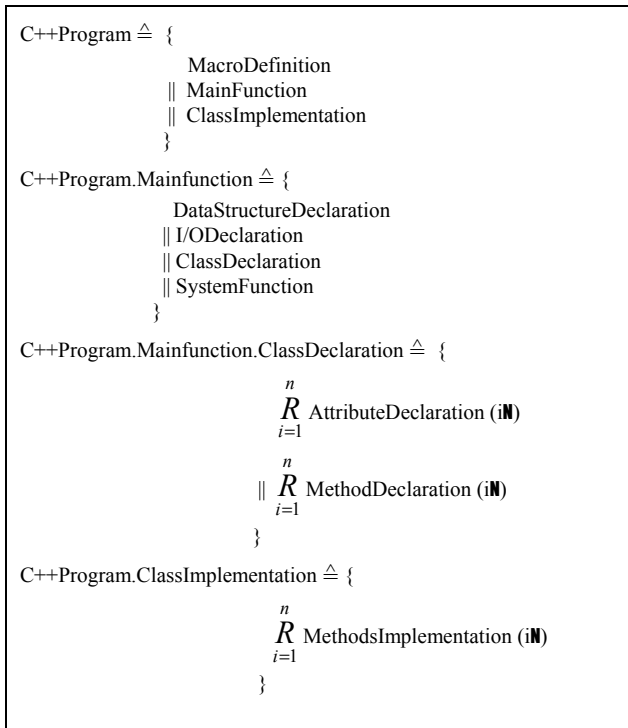 C++Program ≙ {
MacroDefinition
|| MainFunction
|| ClassImplementation
}
C++Program.Mainfunction ≙ {
DataStructureDeclaration
|| I/ODeclaration
|| ClassDeclaration
|| SystemFunction
}
C++Program.Mainfunction.ClassDeclaration ≙ {
n
R AttributeDeclaration (iN)
i=1
n
|| R MethodDeclaration (iN)
i=1
}
C++Program.ClassImplementation ≙ {
n
R MethodsImplementation (iN)
i=1
}